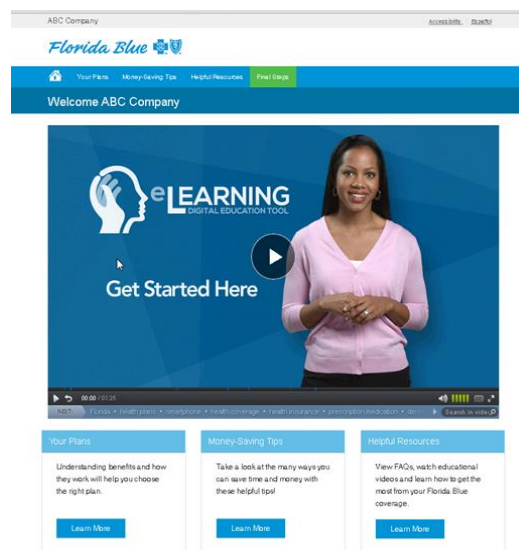 ABC Company
Accessibility Español
Florida Blue
Your Plans Money-Saving Tips Helpful Resources Final Steps
Welcome ABC Company
eLEARNING
DIGITAL EDUCATION TOOL
Get Started Here
00:00 / 01:25
NEXT Florida • health plans • smartphone • health coverage • health insurance • prescription medication • Search in video
Your Plans
Understanding benefits and how
they work will help you choose
the right plan.
Learn More
Money-Saving Tips
Take a look at the many ways you
can save time and money with
these helpful tips!
Learn More
Helpful Resources
View FAQs, watch educational
videos and learn how to get the
most from your Florida Blue
coverage.
Learn More